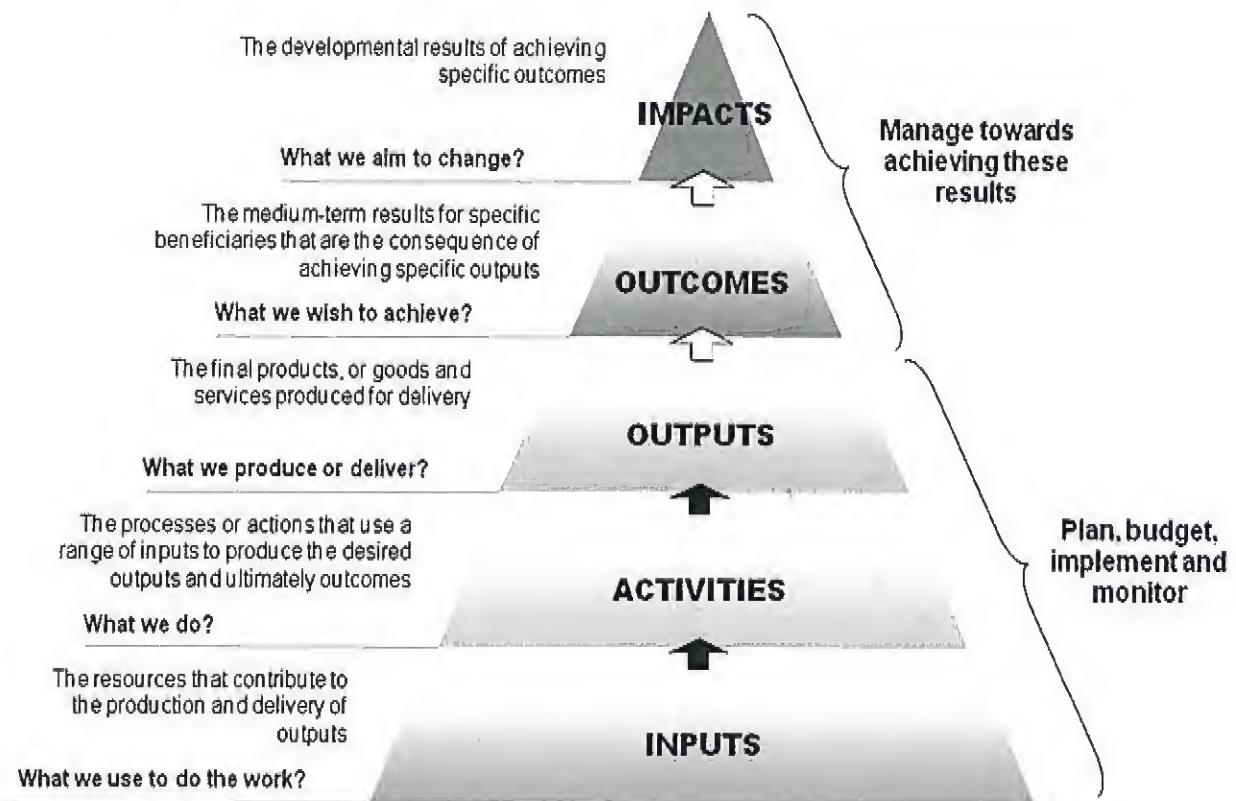 The developmental results of achieving
specific outcomes
IMPACTS
What we aim to change?
Manage towards
achieving these
results
The medium-term results for specific
beneficiaries that are the consequence of
achieving specific outputs
OUTCOMES
What we wish to achieve?
The final products, or goods and
services produced for delivery
OUTPUTS
What we produce or deliver?
The processes or actions that use a
range of inputs to produce the desired
outputs and ultimately outcomes
ACTIVITIES
What we do?
Plan, budget,
implement and
monitor
The resources that contribute to
the production and delivery of
outputs
INPUTS
What we use to do the work?